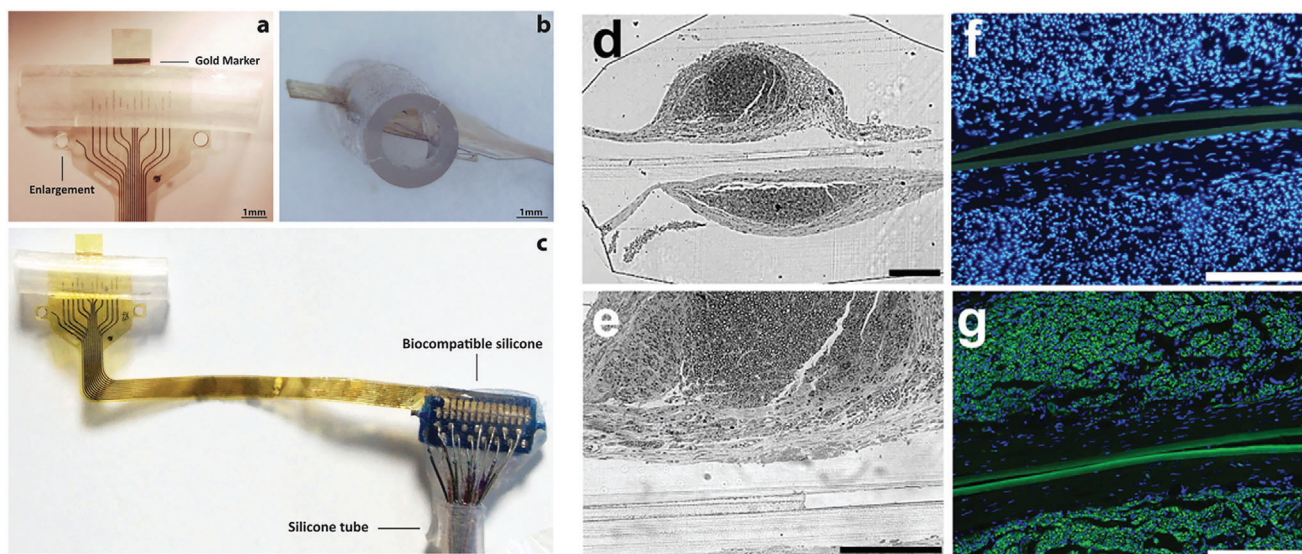 a
Gold Marker
Enlargement
1mm
b
1mm
c
Biocompatible silicone
Silicone tube
d
e
f
g